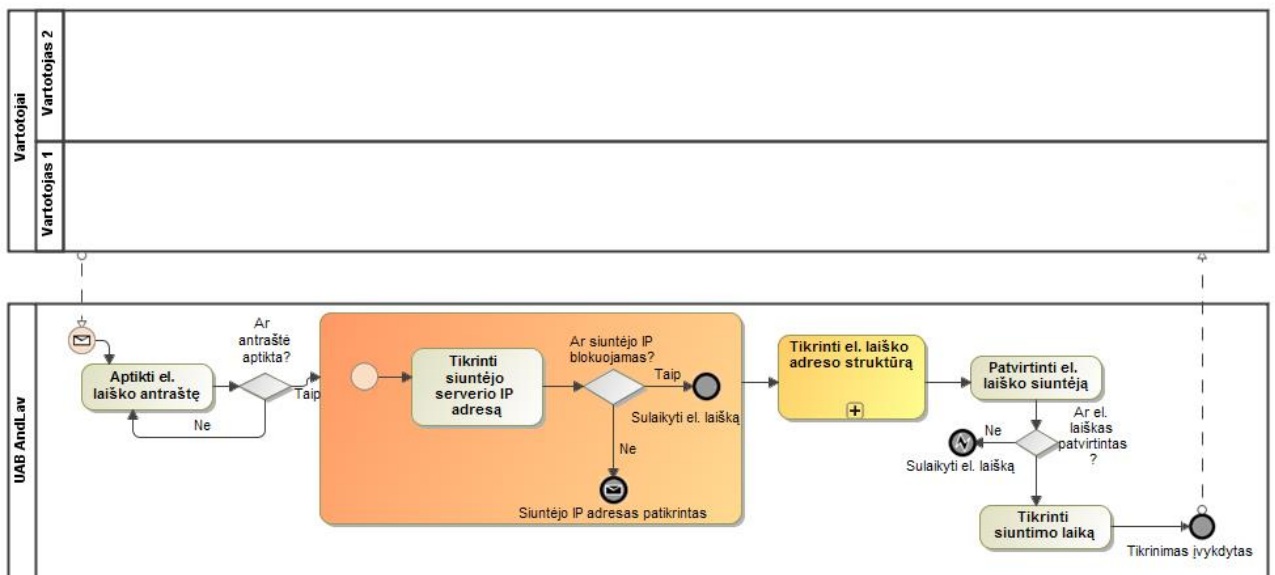 Vartotojai
Vartotojas 2
Vartotojas 1
UAB AndLav
Aptikti el.
laiško antraštę
Ar
antraštė
aptikta?
Taip
Ne
Tikrinti
siuntėjo
serverio IP
adresą
Ar siuntėjo IP
blokuojamas?
Taip
Sulaikyti el. laišką
Ne
Siuntėjo IP adresas patikrintas
Tikrinti el. laiško
adreso struktūrą
Patvirtinti el.
laiško siuntėją
Ar el.
laiškas
patvirtintas
?
Ne
Sulaikyti el. laišką
Tikrinti
siuntimo laiką
Tikrinimas įvykdytas